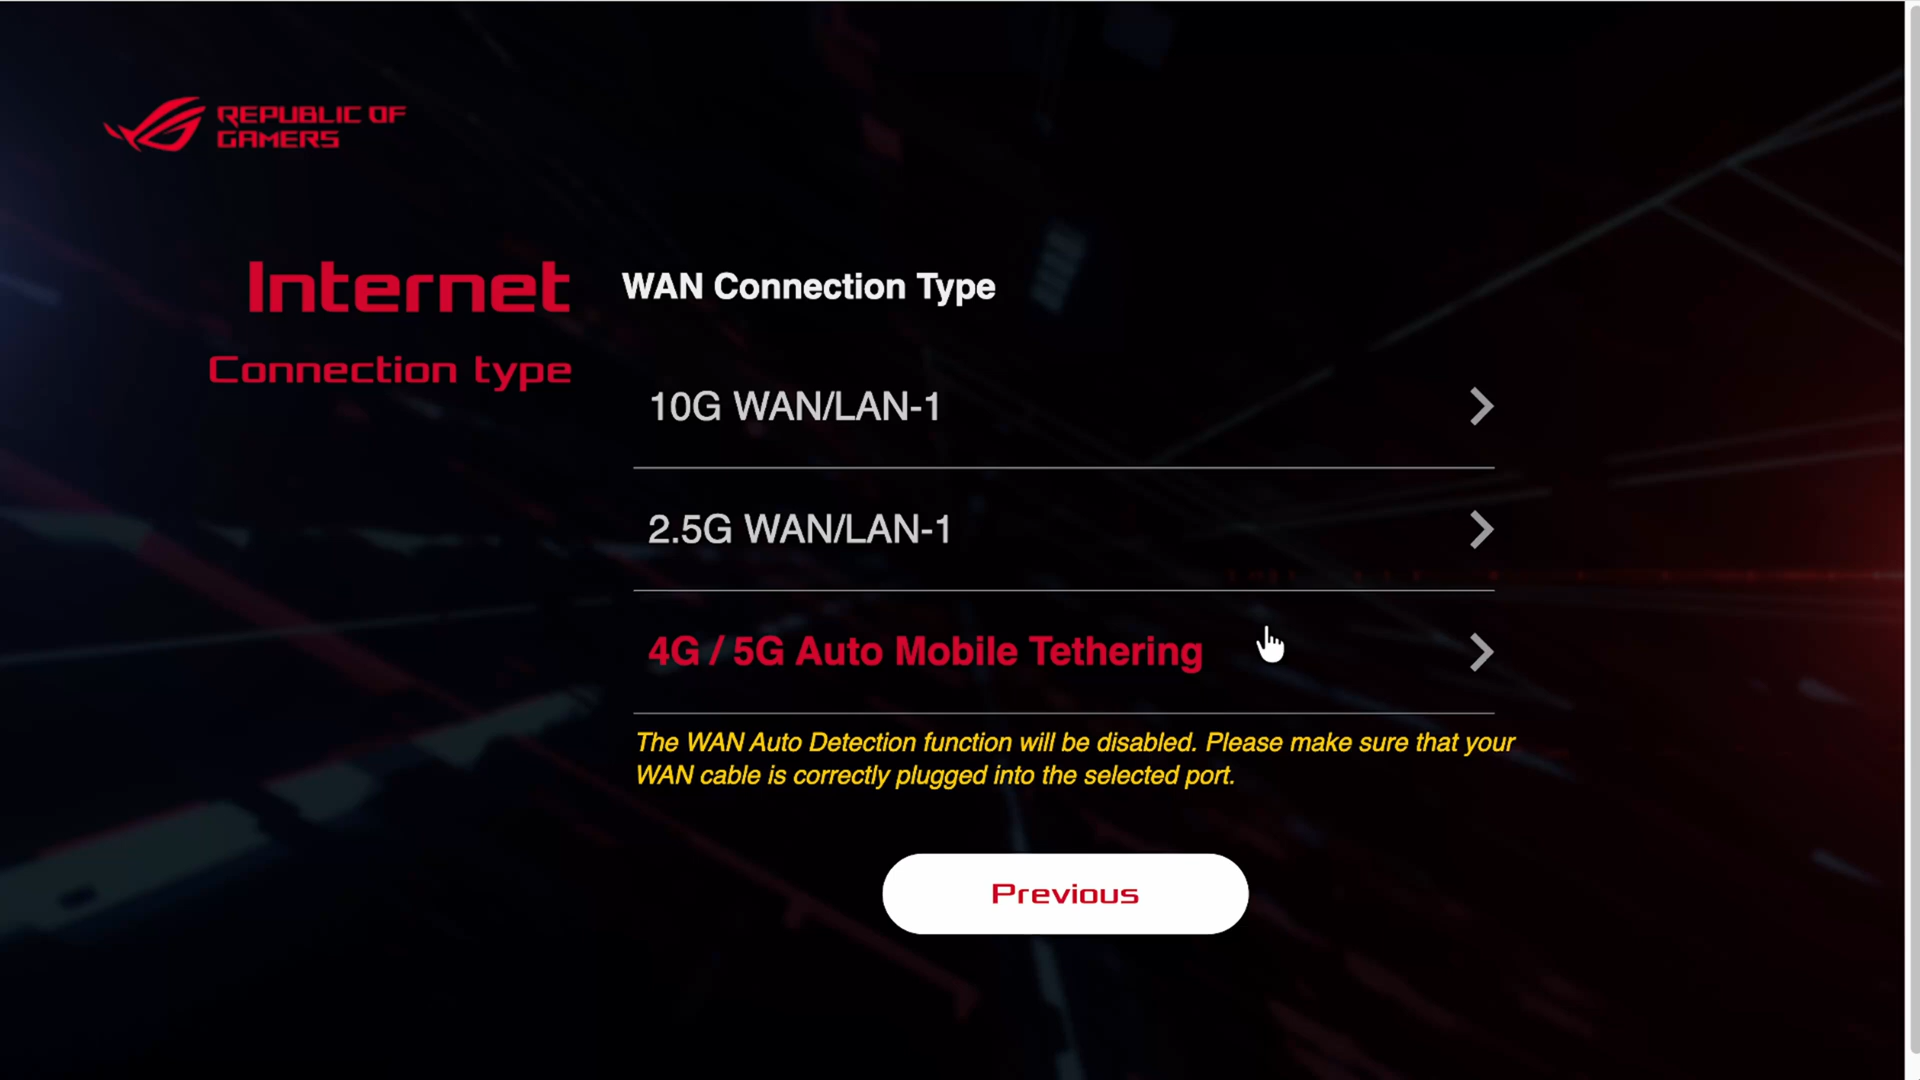 REPUBLIC OF
GAMERS
Internet
Connection type
WAN Connection Type
10G WAN/LAN-1
2.5G WAN/LAN-1
4G / 5G Auto Mobile Tethering
The WAN Auto Detection function will be disabled. Please make sure that your
WAN cable is correctly plugged into the selected port.
Previous